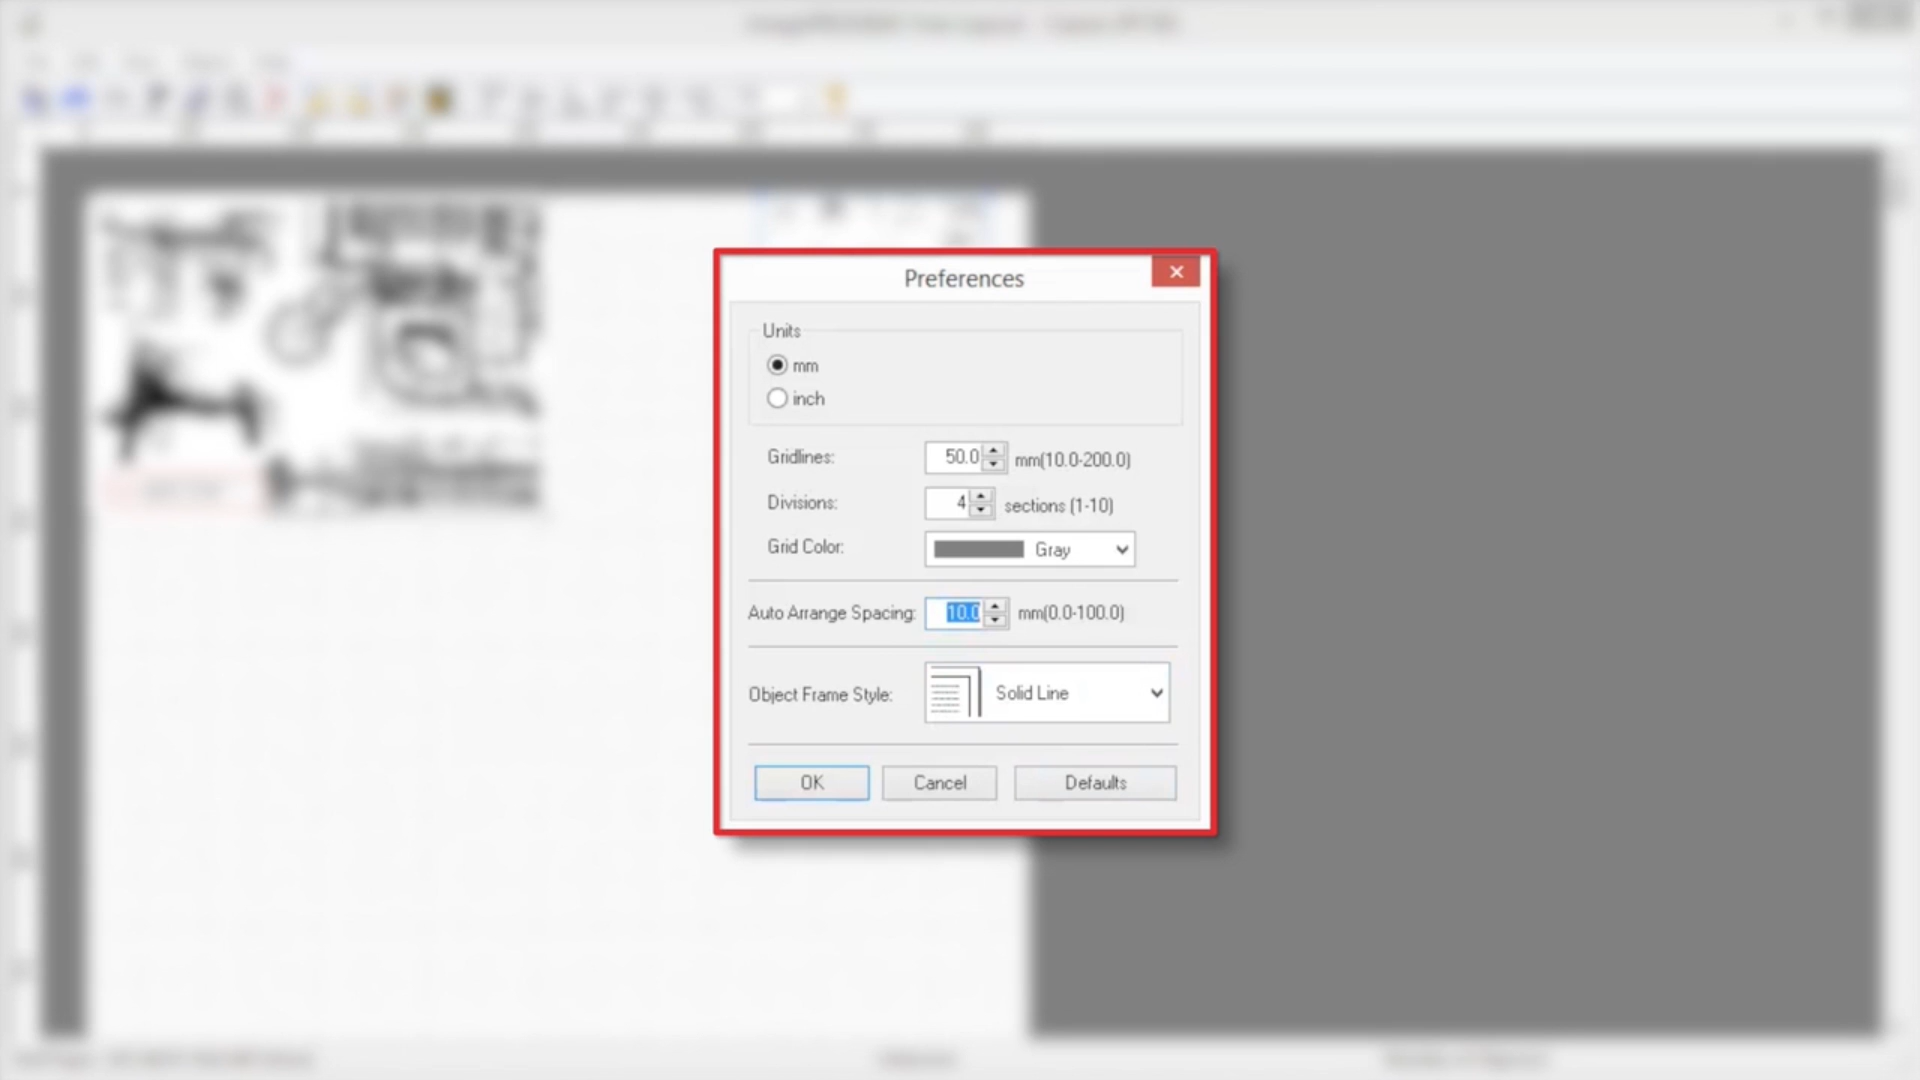 Preferences
Units
mm
inch
Gridlines: 50.0 mm(10.0-200.0)
Divisions: 4 sections (1-10)
Grid Color: Gray
Auto Arrange Spacing: 10.0 mm(0.0-100.0)
Object Frame Style: Solid Line
OK Cancel Defaults